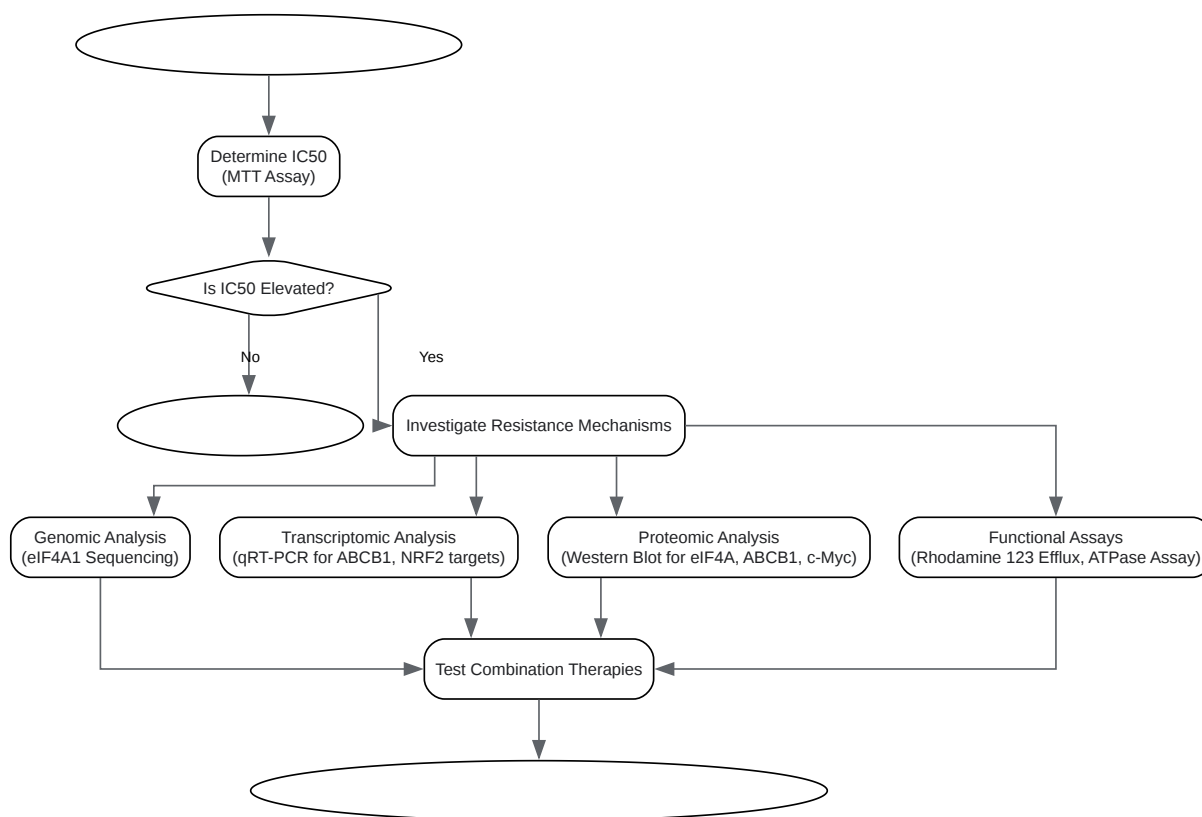 Determine IC50
(MTT Assay)
Is IC50 Elevated?
No
Yes
Investigate Resistance Mechanisms
Genomic Analysis
(eIF4A1 Sequencing)
Transcriptomic Analysis
(qRT-PCR for ABCB1, NRF2 targets)
Proteomic Analysis
(Western Blot for eIF4A, ABCB1, c-Myc)
Functional Assays
(Rhodamine 123 Efflux, ATPase Assay)
Test Combination Therapies